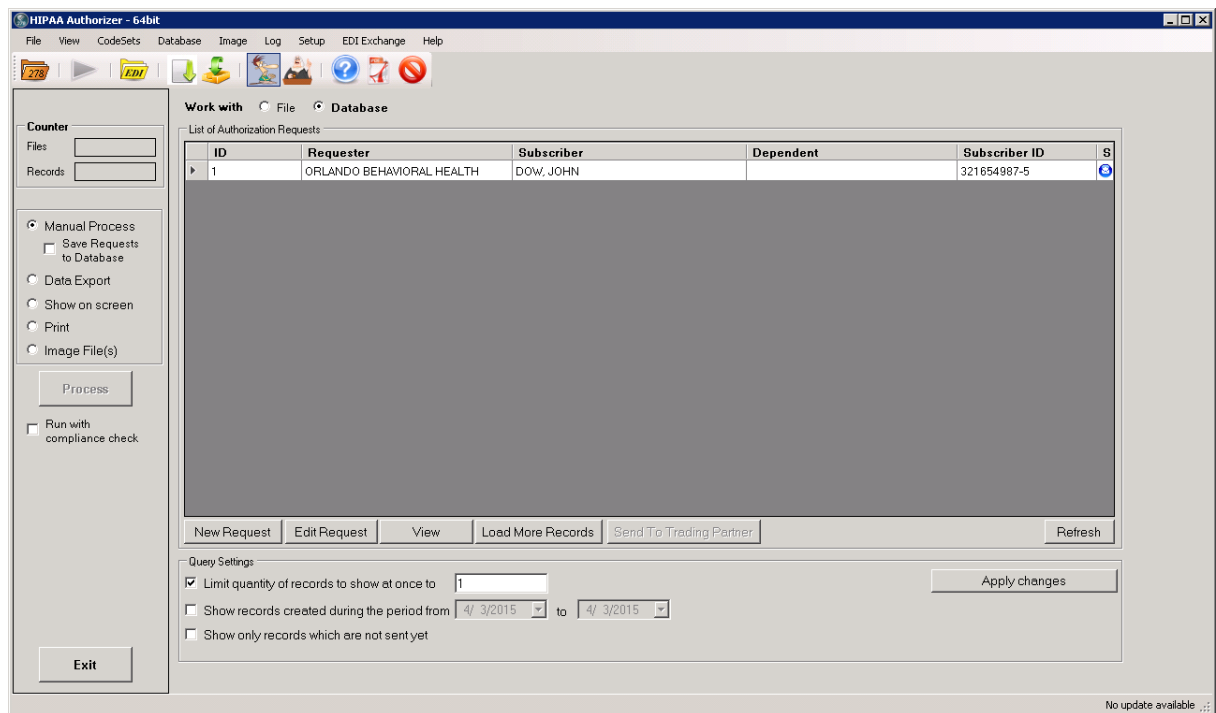 HIPAA Authorizer - 64bit
File View CodeSets Database Image Log Setup EDI Exchange Help
278 EDI
Work with File Database
Counter
Files
Records
List of Authorization Requests
ID Requester Subscriber Dependent Subscriber ID S
1 ORLANDO BEHAVIORAL HEALTH DOW, JOHN 321654987-5
Manual Process
Save Requests
to Database
Data Export
Show on screen
Print
Image File(s)
Process
Run with
compliance check
New Request Edit Request View Load More Records Send To Trading Partner Refresh
Query Settings
Limit quantity of records to show at once to 1 Apply changes
Show records created during the period from 4/ 3/2015 to 4/ 3/2015
Show only records which are not sent yet
Exit
No update available